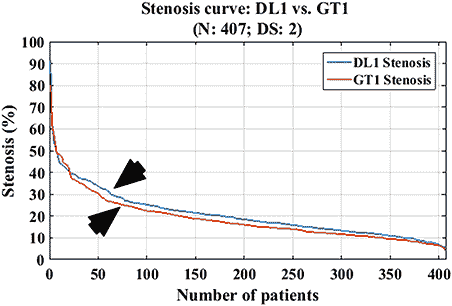 Stenosis curve: DL1 vs. GT1
(N: 407; DS: 2)
DL1 Stenosis
GT1 Stenosis
Stenosis (%)
100
90
80
70
60
50
40
30
20
10
0
0 50 100 150 200 250 300 350 400
Number of patients